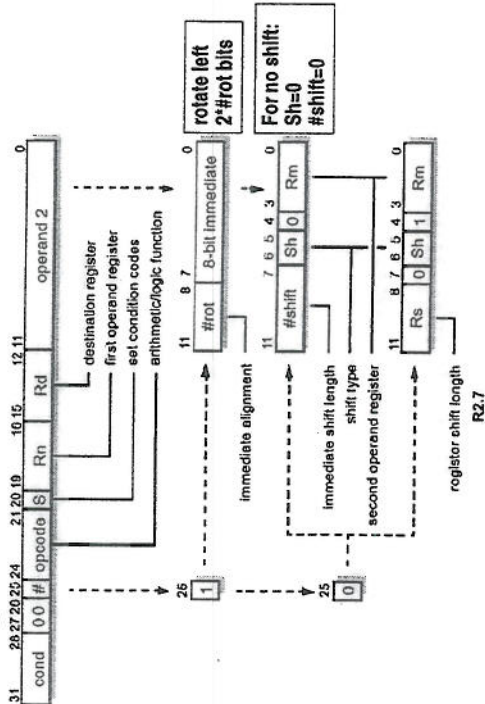 31 28 27 26 25 24 21 20 19 16 15 12 11 0
cond 0 0 # opcode S Rn Rd operand 2
destination register
first operand register
set condition codes
arithmetic/logic function
25
1
11 8 7 0
#rot 8-bit immediate
rotate left
2*#rot bits
immediate alignment
For no shift:
Sh=0
#shift=0
11 7 6 5 4 3 0
#shift Sh 0 Rm
25
0
immediate shift length
shift type
second operand register
11 8 7 6 5 4 3 0
Rs 0 Sh 1 Rm
register shift length
R2.7